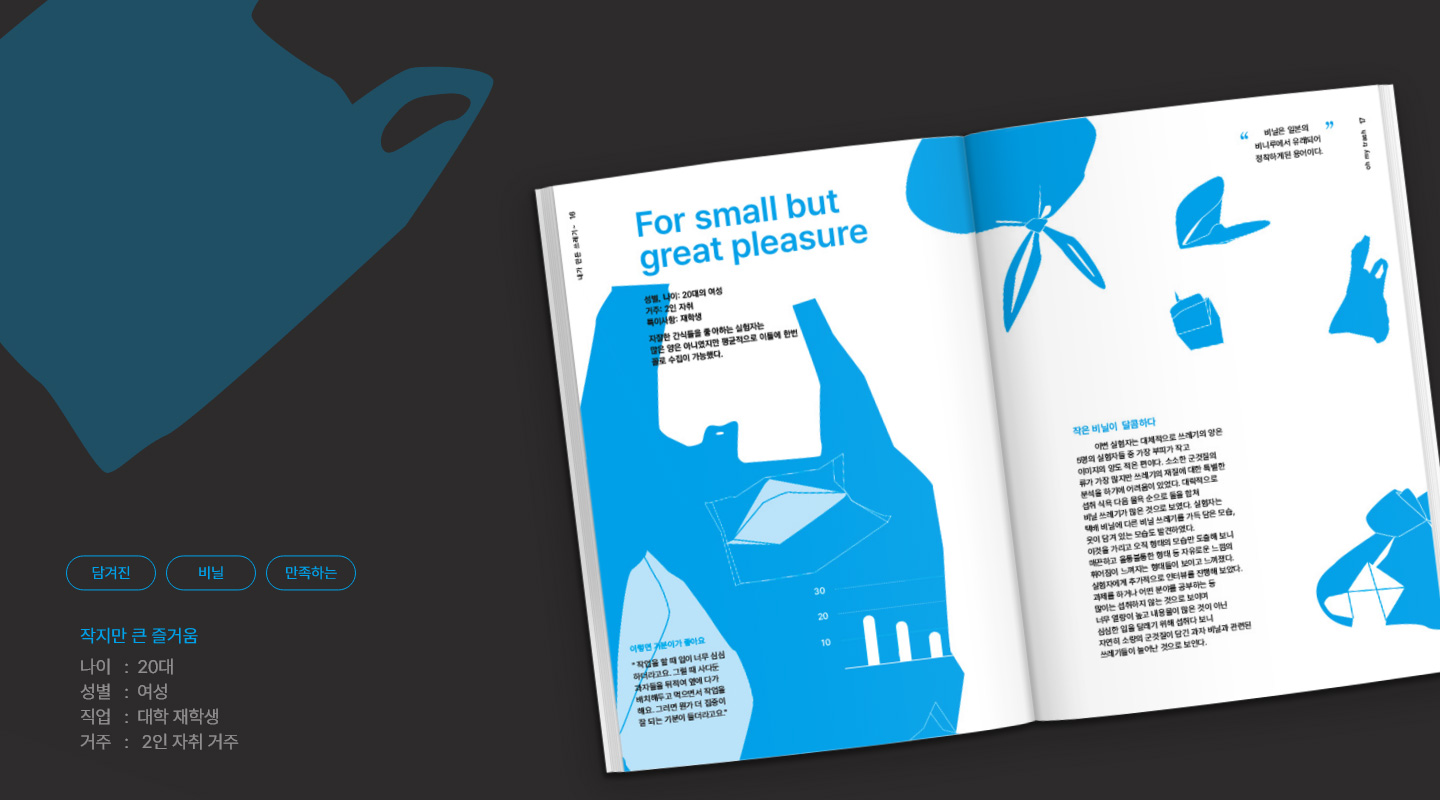 담겨진
비닐
만족하는
작지만 큰 즐거움
나이 : 20대
성별 : 여성
직업 : 대학 재학생
거주 : 2인 자취 거주
내가 만든 쓰레기~ 16
For small but
great pleasure
성별, 나이: 20대의 여성
거주: 2인 자취
특이사항: 재학생
자잘한 간식들을 좋아하는 실험자는
많은 양은 아니였지만 평균적으로 이틀에 한번
꼴로 수집이 가능했다.
30
20
10
이렇면 기분이가 좋아요
“작업을 할 때 입이 너무 심심
하더라고요. 그럴 때 사다둔
과자들을 뒤적여 옆에 다가
배치해두고 먹으면서 작업을
해요. 그러면 뭔가 더 집중이
잘 되는 기분이 들더라고요.”
“ 비닐은 일본의 ”
비니루에서 유래되어
정착하게된 용어이다.
oh my trash 17
작은 비닐이 달콤하다
이번 실험자는 대체적으로 쓰레기의 양은
5명의 실험자들 중 가장 부피가 작고
이미지의 양도 적은 편이다. 소소한 군것질의
류가 가장 많지만 쓰레기의 재질에 대한 특별한
분석을 하기에 어려움이 있었다. 대략적으로
섭취 식욕 다음 물욕 순으로 둘을 합쳐
비닐 쓰레기가 많은 것으로 보였다. 실험자는
택배 비닐에 다른 비닐 쓰레기를 가득 담은 모습,
옷이 담겨 있는 모습도 발견하였다.
이것을 가리고 오직 형태의 모습만 도출해 보니
매끈하고 울퉁불퉁한 형태 등 자유로운 느낌의
휘어짐이 느껴지는 형태들이 보이고 느껴졌다.
실험자에게 추가적으로 인터뷰를 진행해 보았다.
과제를 하거나 어떤 분야를 공부하는 등
많이는 섭취하지 않는 것으로 보이며
너무 열량이 높고 내용물이 많은 것이 아닌
심심한 입을 달래기 위해 섭취다 보니
자연히 소량의 군것질이 담긴 과자 비닐과 관련된
쓰레기들이 늘어난 것으로 보인다.